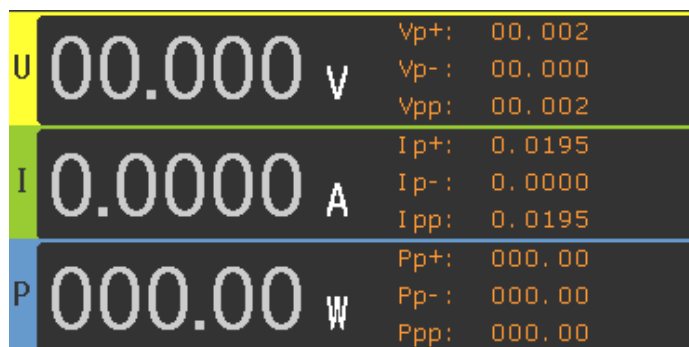 U 00.000 V
Vp+: 00.002
Vp-: 00.000
Vpp: 00.002
I 0.0000 A
Ip+: 0.0195
Ip-: 0.0000
Ipp: 0.0195
P 000.00 W
Pp+: 000.00
Pp-: 000.00
Ppp: 000.00